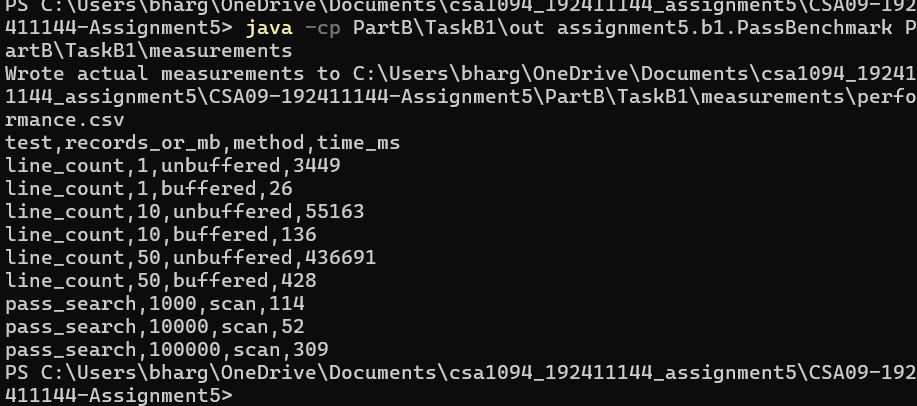 PS C:\Users\bharg\OneDrive\Documents\csa1094_192411144_assignment5\CSA09-192
411144-Assignment5> java -cp PartB\TaskB1\out assignment5.b1.PassBenchmark P
artB\TaskB1\measurements
Wrote actual measurements to C:\Users\bharg\OneDrive\Documents\csa1094_19241
1144_assignment5\CSA09-192411144-Assignment5\PartB\TaskB1\measurements\perfo
rmance.csv
test,records_or_mb,method,time_ms
line_count,1,unbuffered,3449
line_count,1,buffered,26
line_count,10,unbuffered,55163
line_count,10,buffered,136
line_count,50,unbuffered,436691
line_count,50,buffered,428
pass_search,1000,scan,114
pass_search,10000,scan,52
pass_search,100000,scan,309
PS C:\Users\bharg\OneDrive\Documents\csa1094_192411144_assignment5\CSA09-192
411144-Assignment5>